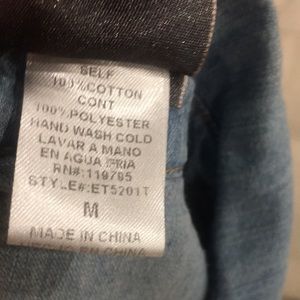 SELF
100%COTTON
CONT
100%POLYESTER
HAND WASH COLD
LAVAR A MANO
EN AGUA FRIA
RN#:119795
STYLE#:ET5201T
M
MADE IN CHINA